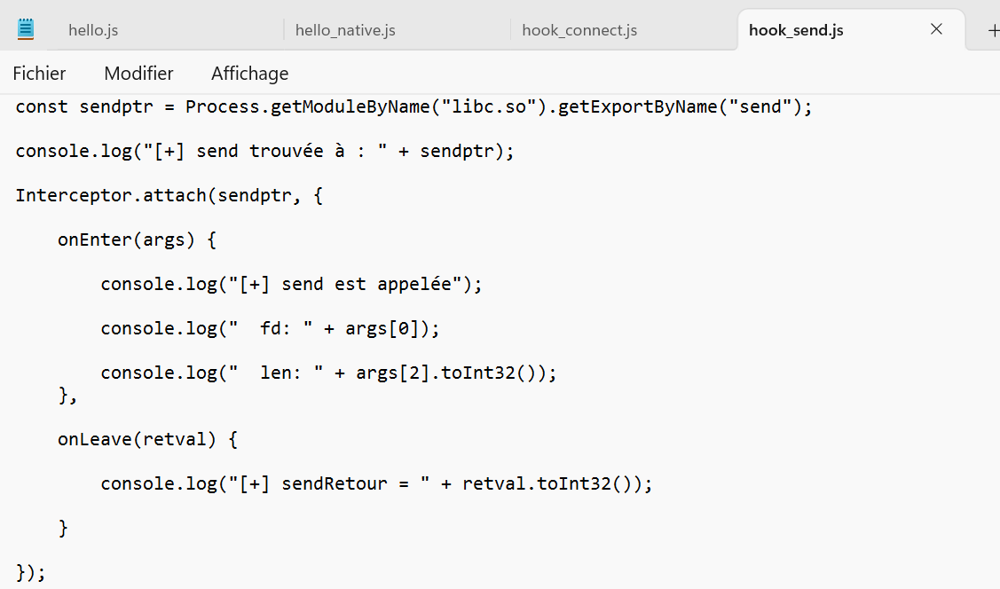 hello.js
hello_native.js
hook_connect.js
hook_send.js
Fichier
Modifier
Affichage
const sendptr = Process.getModuleByName("libc.so").getExportByName("send");
console.log("[+] send trouvée à : " + sendptr);
Interceptor.attach(sendptr, {
    onEnter(args) {
        console.log("[+] send est appelée");
        console.log("  fd: " + args[0]);
        console.log("  len: " + args[2].toInt32());
    },
    onLeave(retval) {
        console.log("[+] sendRetour = " + retval.toInt32());
    }
});